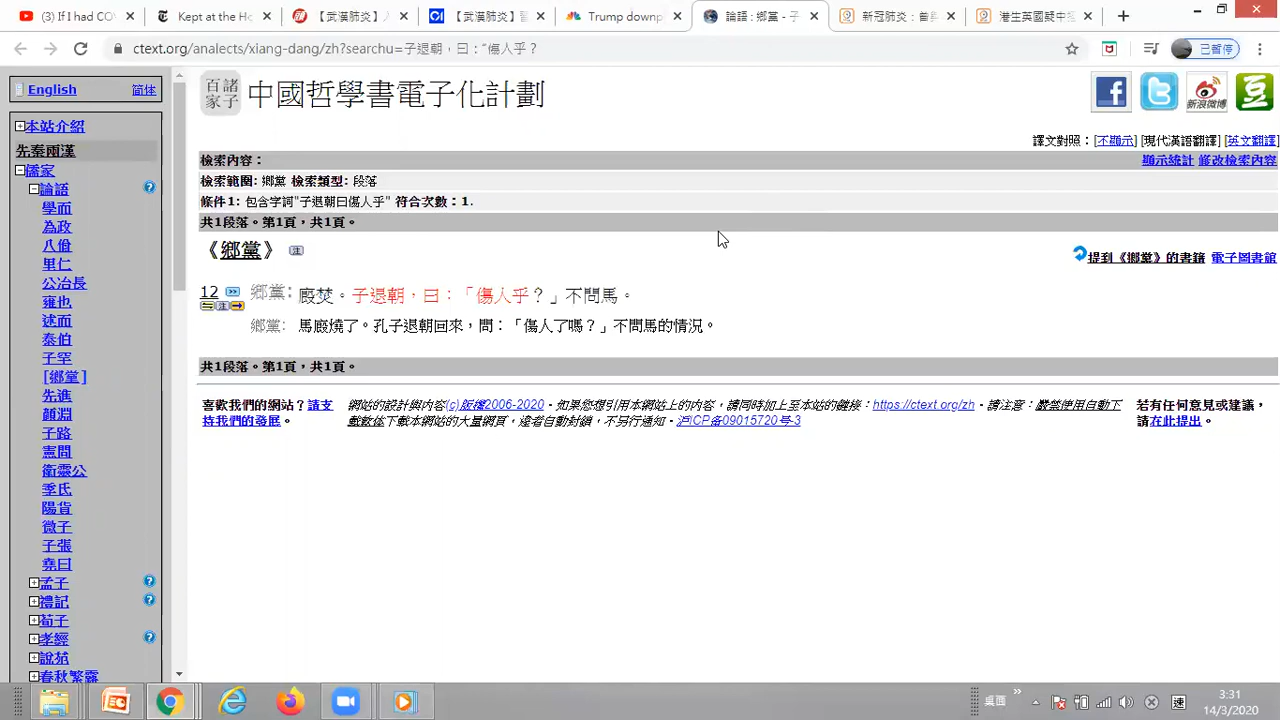 (3) If I had COV
Kept at the Ho
【武漢肺炎】人
【武漢肺炎】醫
Trump downp
論語 : 鄉黨 - 子
新冠肺炎：普京
港生英國疑中招
ctext.org/analects/xiang-dang/zh?searchu=子退朝，曰："傷人乎？
已暫停
English 简体
諸子百家
中國哲學書電子化計劃
新浪微博
豆
本站介紹
譯文對照：[不顯示] [現代漢語翻譯] [英文翻譯]
先秦兩漢
檢索內容：
顯示統計 修改檢索內容
儒家
檢索範圍: 鄉黨 檢索類型: 段落
論語
條件1: 包含字詞"子退朝曰傷人乎" 符合次數：1.
學而
共1段落。第1頁，共1頁。
為政
八佾
《鄉黨》 注
提到《鄉黨》的書籍 電子圖書館
里仁
公冶長
12 鄉黨: 廄焚。子退朝，曰：「傷人乎？」不問馬。
注
雍也
述而
鄉黨: 馬廄燒了。孔子退朝回來，問：「傷人了嗎？」不問馬的情況。
泰伯
子罕
共1段落。第1頁，共1頁。
[鄉黨]
先進
喜歡我們的網站？請支持我們的發展。
網站的設計與內容(c)版權2006-2020・如果您想引用本網站上的內容，請同時加上至本站的鏈接：https://ctext.org/zh・請注意：嚴禁使用自動下
載軟体下載本網站的大量網頁，違者自動封鎖，不另行通知・沪ICP备09015720号-3
若有任何意見或建議，請在此提出。
顏淵
子路
憲問
衛靈公
季氏
陽貨
微子
子張
堯曰
孟子
禮記
荀子
孝經
說苑
春秋繁露
桌面
速
3:31
14/3/2020